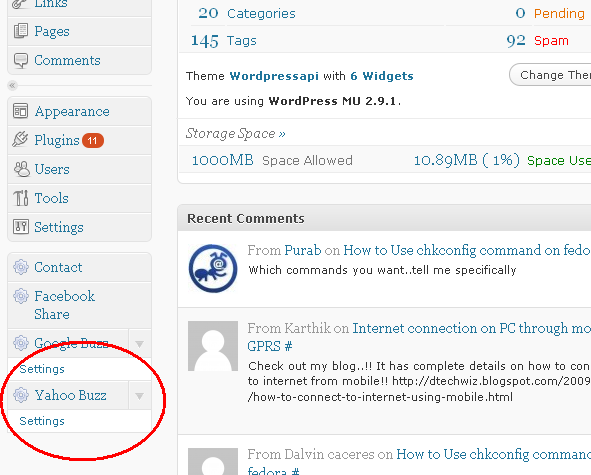 Links
Pages
Comments
Appearance
Plugins 11
Users
Tools
Settings
Contact
Facebook
Share
Google Buzz
Settings
Yahoo Buzz
Settings
20 Categories 0 Pending
145 Tags 92 Spam
Theme Wordpressapi with 6 Widgets Change The
You are using WordPress MU 2.9.1.
Storage Space »
1000MB Space Allowed 10.89MB ( 1%) Space Use
Recent Comments
From Purab on How to Use chkconfig command on fedo
Which commands you want..tell me specifically
From Karthik on Internet connection on PC through mo
GPRS #
Check out my blog..!! It has complete details on how to con
to internet from mobile!! http://dtechwiz.blogspot.com/2009
/how-to-connect-to-internet-using-mobile.html
From Dalvin caceres on How to Use chkconfig command
fedora #